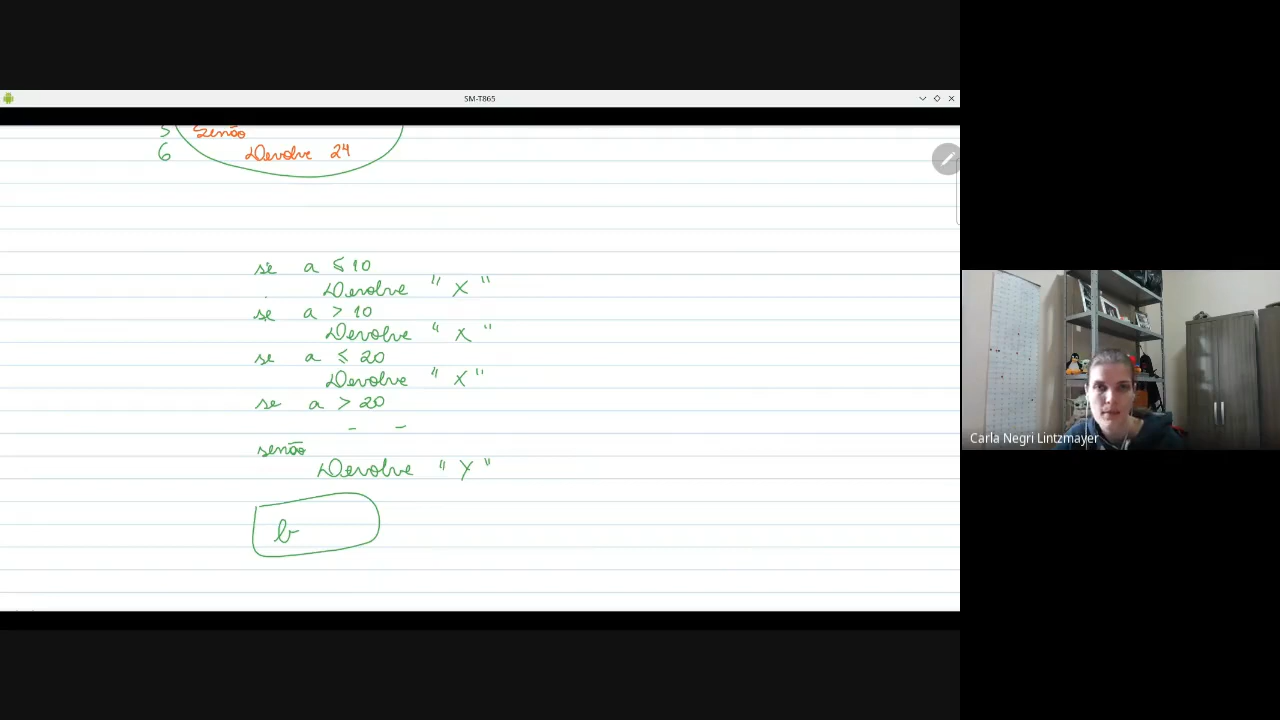 SM-T865
5 senão
6 Devolve 24
se a ≤ 10
Devolve "X"
se a > 10
Devolve "X"
se a ≤ 20
Devolve "X"
se a > 20
- -
senão
Devolve "Y"
b
Carla Negri Lintzmayer